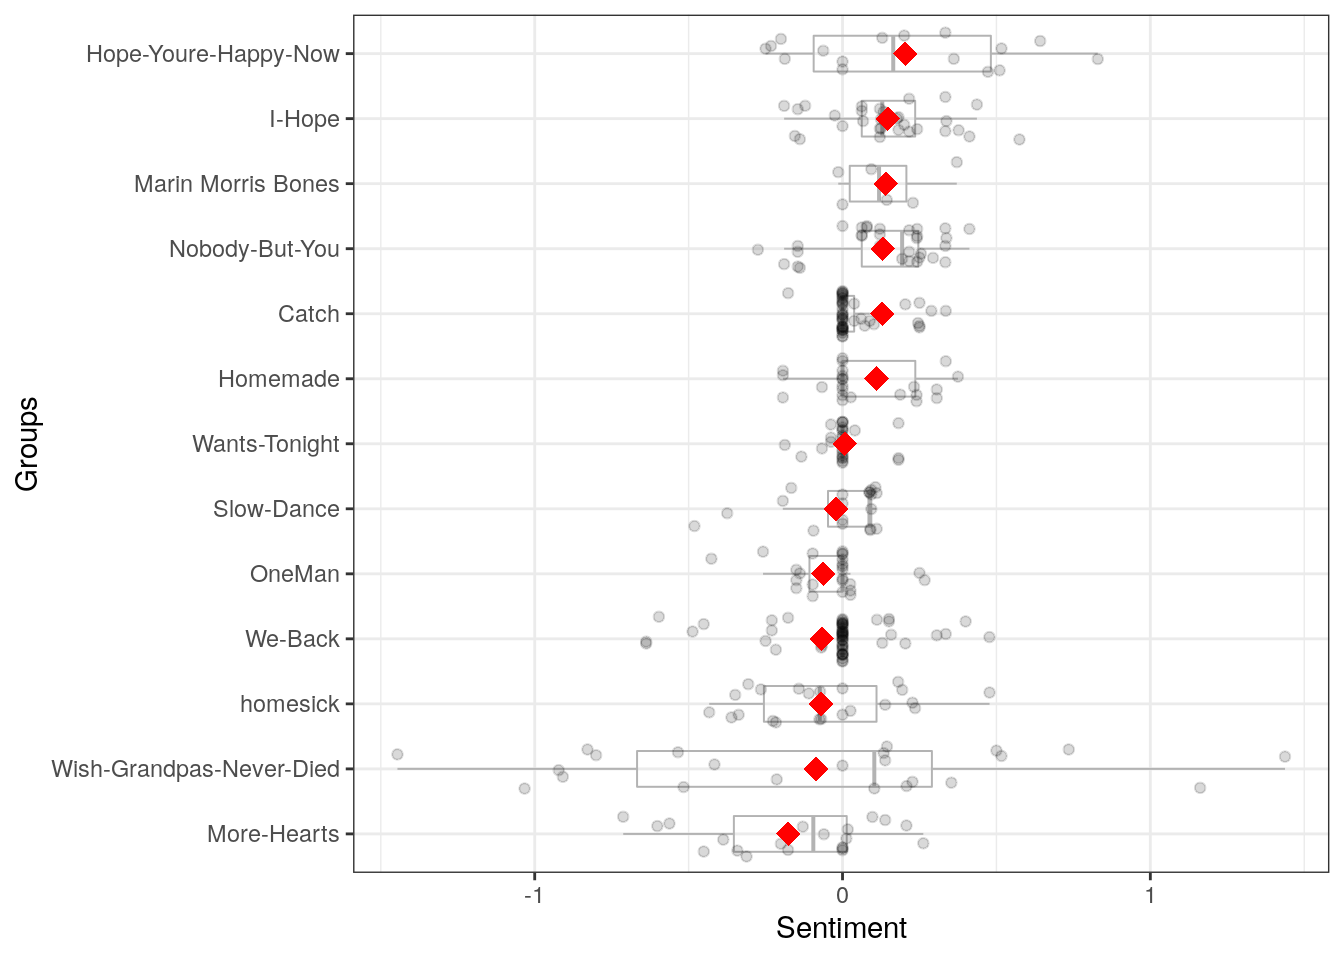 Hope-Youre-Happy-Now
I-Hope
Marin Morris Bones
Nobody-But-You
Catch
Homemade
Wants-Tonight
Slow-Dance
OneMan
We-Back
homesick
Wish-Grandpas-Never-Died
More-Hearts
Groups
-1 0 1
Sentiment